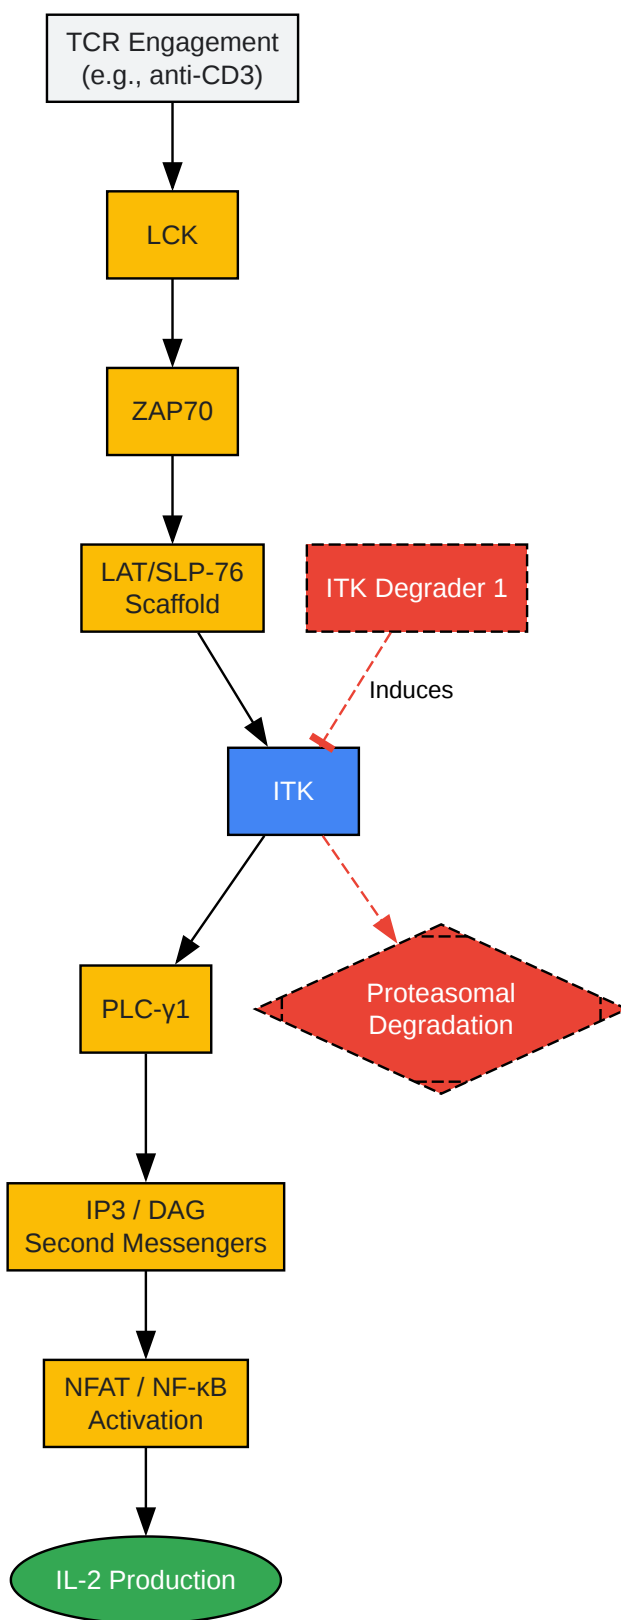 TCR Engagement
(e.g., anti-CD3)
LCK
ZAP70
LAT/SLP-76
Scaffold
ITK Degrader 1
Induces
ITK
PLC-γ1
Proteasomal
Degradation
IP3 / DAG
Second Messengers
NFAT / NF-κB
Activation
IL-2 Production